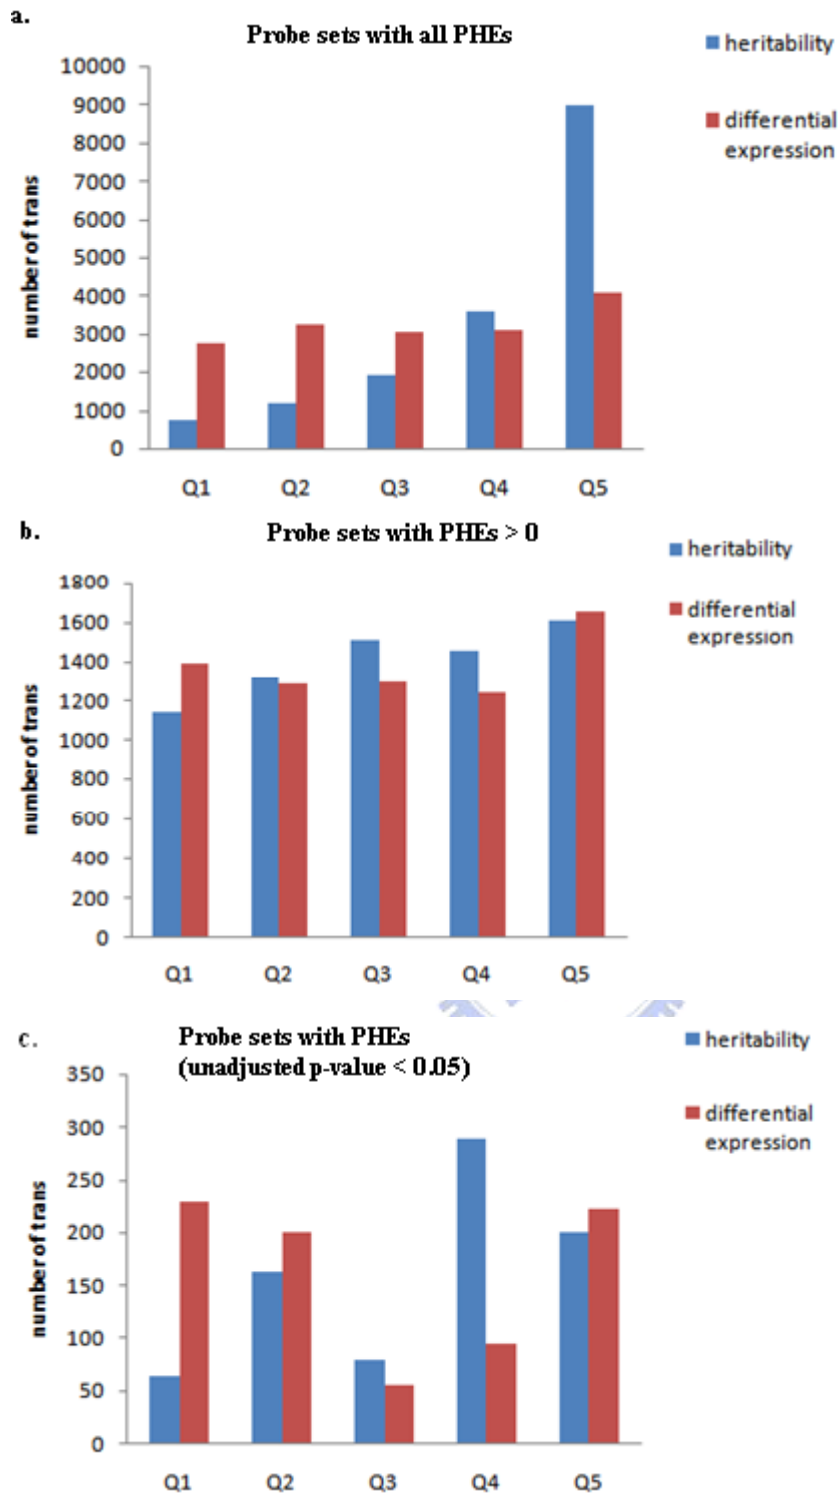 a.
Probe sets with all PHEs
heritability
differential
expression
number of trans
10000
9000
8000
7000
6000
5000
4000
3000
2000
1000
0
Q1 Q2 Q3 Q4 Q5
b.
Probe sets with PHEs > 0
heritability
differential
expression
number of trans
1800
1600
1400
1200
1000
800
600
400
200
0
Q1 Q2 Q3 Q4 Q5
c.
Probe sets with PHEs
(unadjusted p-value < 0.05)
heritability
differential
expression
number of trans
350
300
250
200
150
100
50
0
Q1 Q2 Q3 Q4 Q5